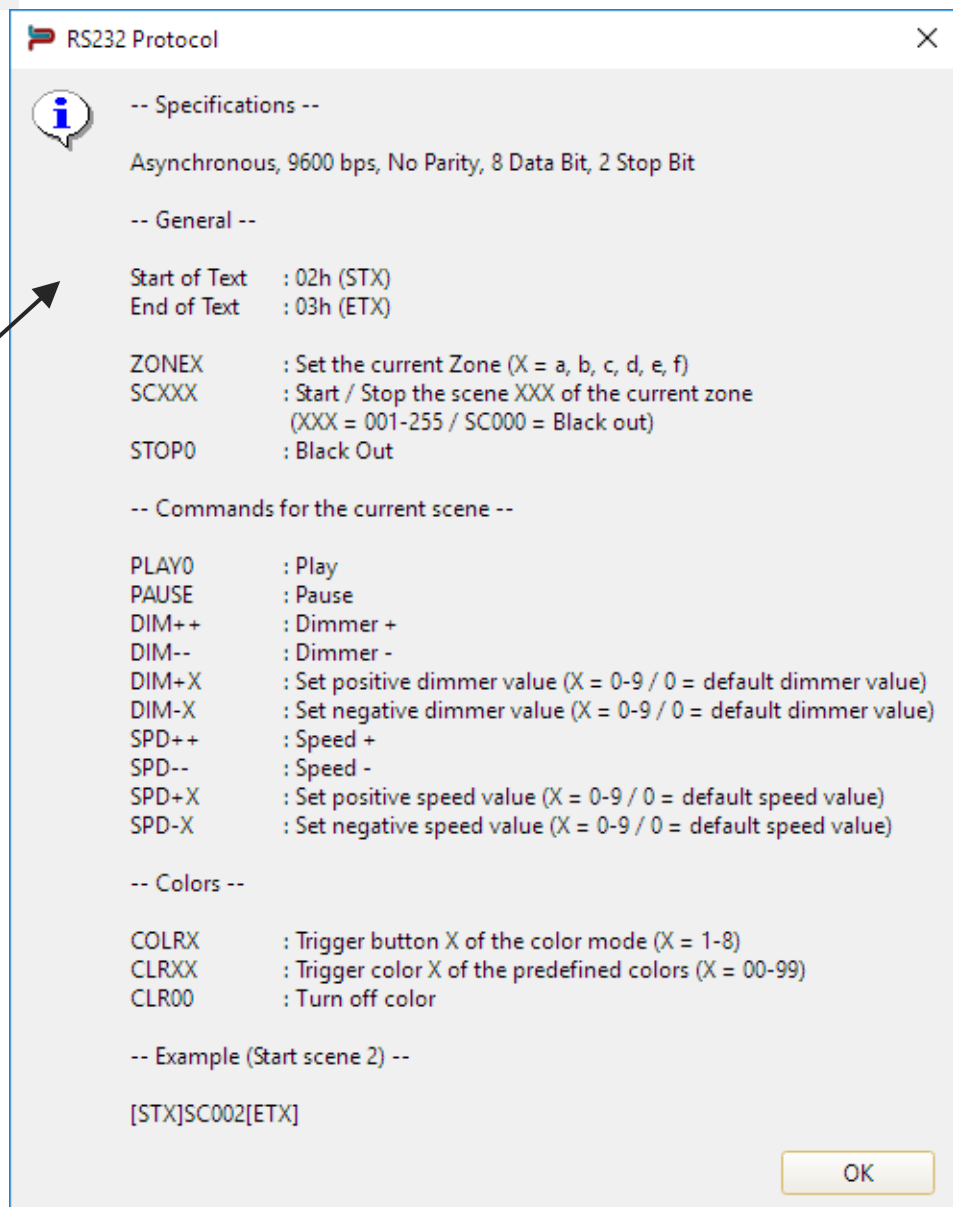 RS232 Protocol
-- Specifications --
Asynchronous, 9600 bps, No Parity, 8 Data Bit, 2 Stop Bit
-- General --
Start of Text : 02h (STX)
End of Text : 03h (ETX)
ZONEX : Set the current Zone (X = a, b, c, d, e, f)
SCXXX : Start / Stop the scene XXX of the current zone
(XXX = 001-255 / SC000 = Black out)
STOP0 : Black Out
-- Commands for the current scene --
PLAY0 : Play
PAUSE : Pause
DIM++ : Dimmer +
DIM-- : Dimmer -
DIM+X : Set positive dimmer value (X = 0-9 / 0 = default dimmer value)
DIM-X : Set negative dimmer value (X = 0-9 / 0 = default dimmer value)
SPD++ : Speed +
SPD-- : Speed -
SPD+X : Set positive speed value (X = 0-9 / 0 = default speed value)
SPD-X : Set negative speed value (X = 0-9 / 0 = default speed value)
-- Colors --
COLRX : Trigger button X of the color mode (X = 1-8)
CLRXX : Trigger color X of the predefined colors (X = 00-99)
CLR00 : Turn off color
-- Example (Start scene 2) --
[STX]SC002[ETX]
OK